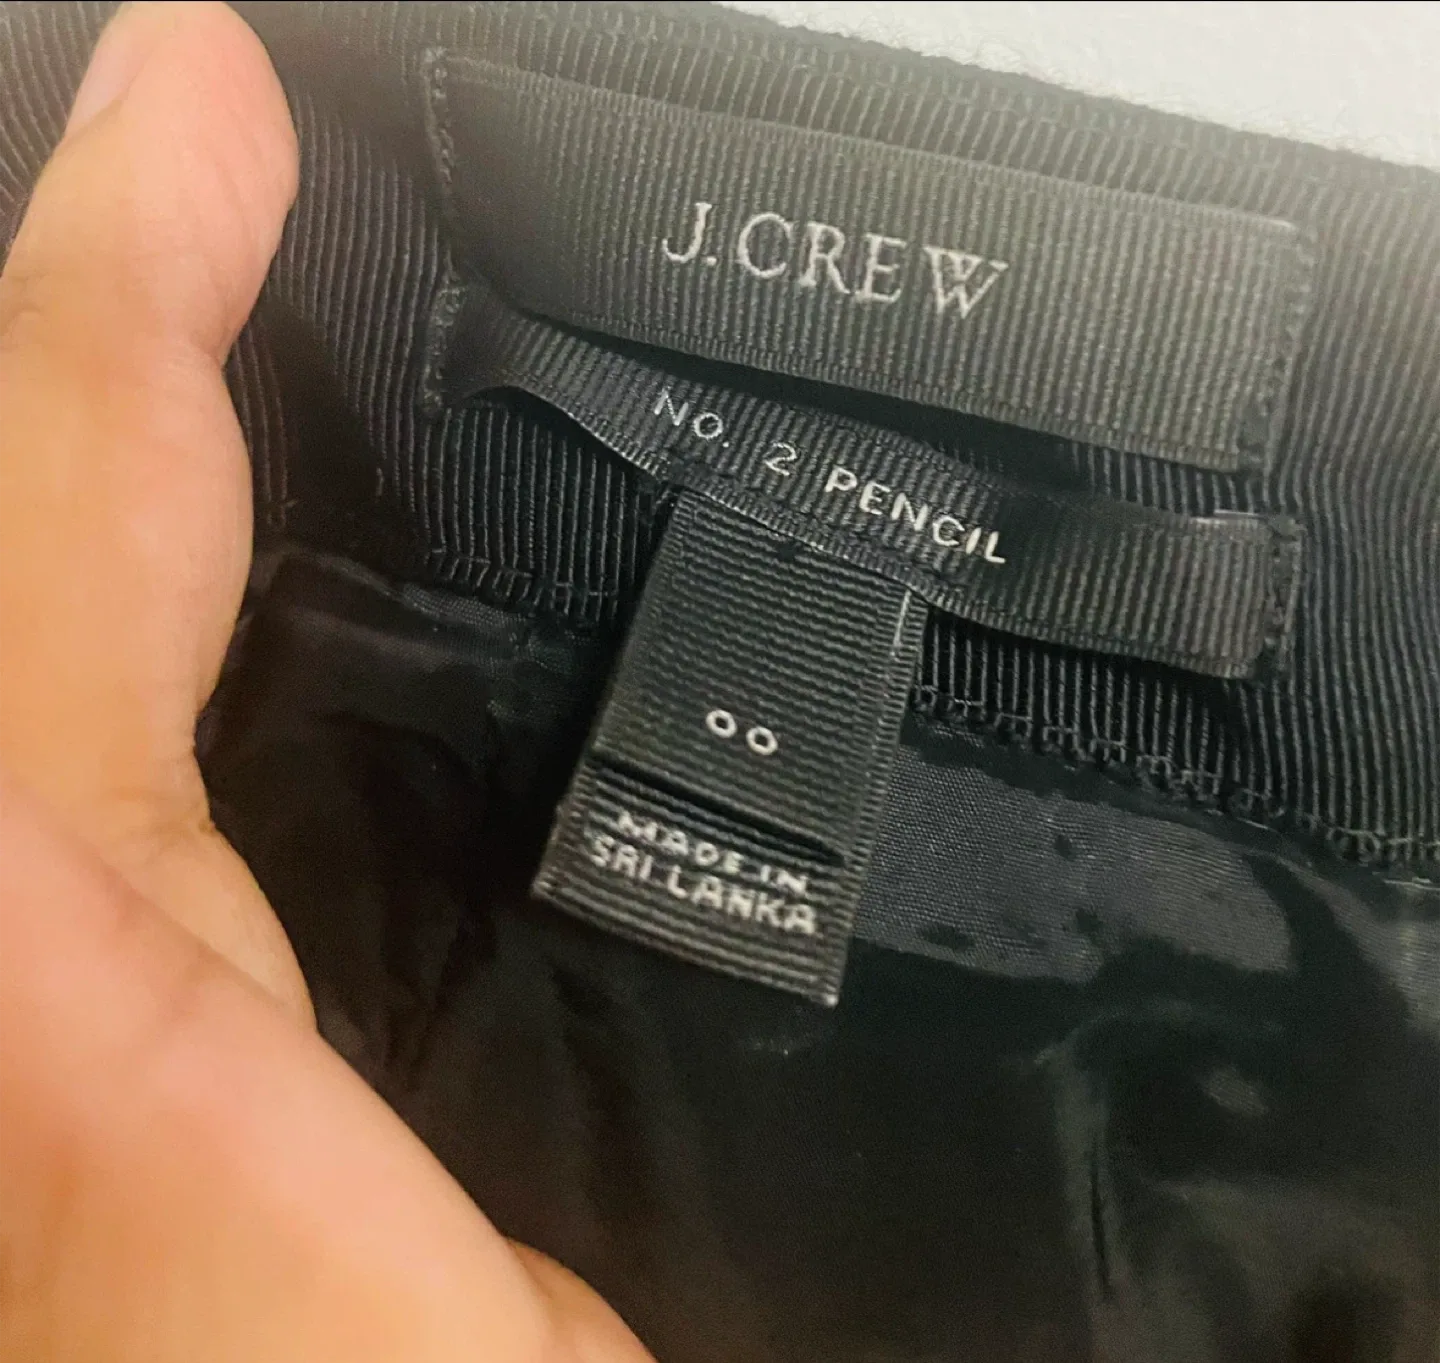 J.CREW
NO. 2 PENCIL
00
MADE IN
SRI LANKA